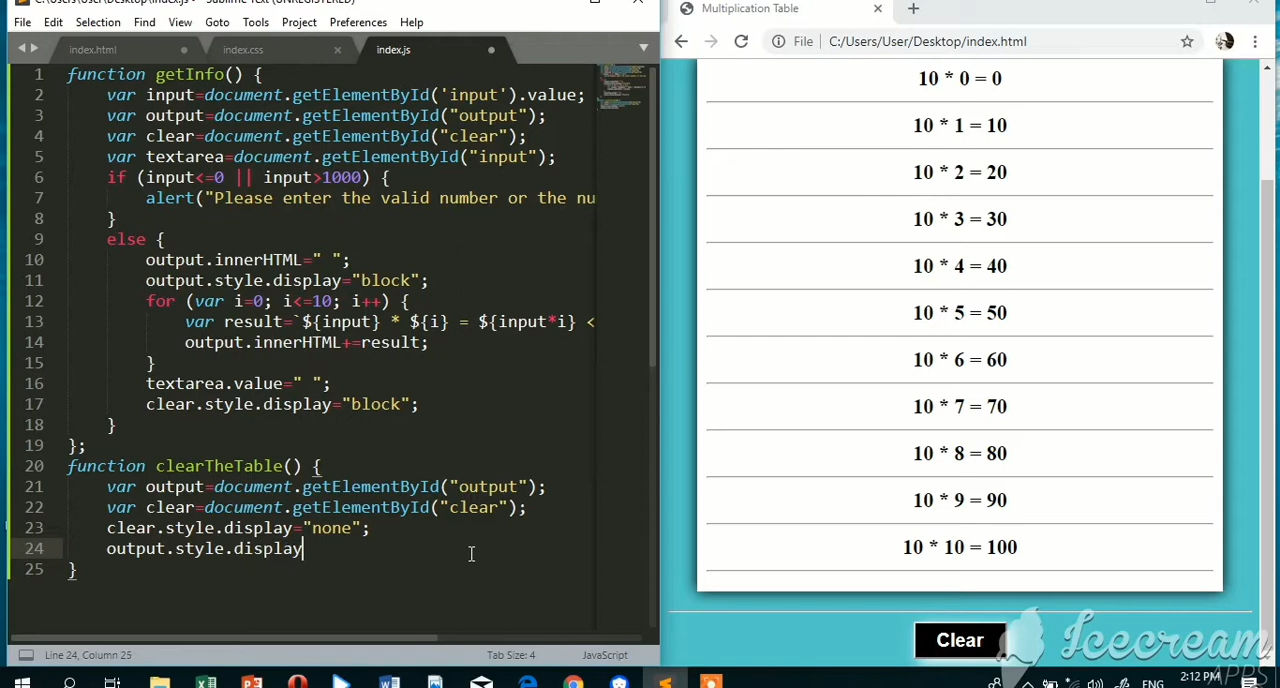 C:\Users\User\Desktop\index.js - Sublime Text (UNREGISTERED)
File Edit Selection Find View Goto Tools Project Preferences Help
index.html index.css index.js
1 function getInfo() {
2 var input=document.getElementById('input').value;
3 var output=document.getElementById("output");
4 var clear=document.getElementById("clear");
5 var textarea=document.getElementById("input");
6 if (input<=0 || input>1000) {
7 alert("Please enter the valid number or the nu
8 }
9 else {
10 output.innerHTML=" ";
11 output.style.display="block";
12 for (var i=0; i<=10; i++) {
13 var result=`${input} * ${i} = ${input*i} <
14 output.innerHTML+=result;
15 }
16 textarea.value=" ";
17 clear.style.display="block";
18 }
19 };
20 function clearTheTable() {
21 var output=document.getElementById("output");
22 var clear=document.getElementById("clear");
23 clear.style.display="none";
24 output.style.display
25 }
Line 24, Column 25 Tab Size: 4 JavaScript
Multiplication Table
File C:/Users/User/Desktop/index.html
10 * 0 = 0
10 * 1 = 10
10 * 2 = 20
10 * 3 = 30
10 * 4 = 40
10 * 5 = 50
10 * 6 = 60
10 * 7 = 70
10 * 8 = 80
10 * 9 = 90
10 * 10 = 100
Clear
Icecream
APPS
ENG 2:12 PM